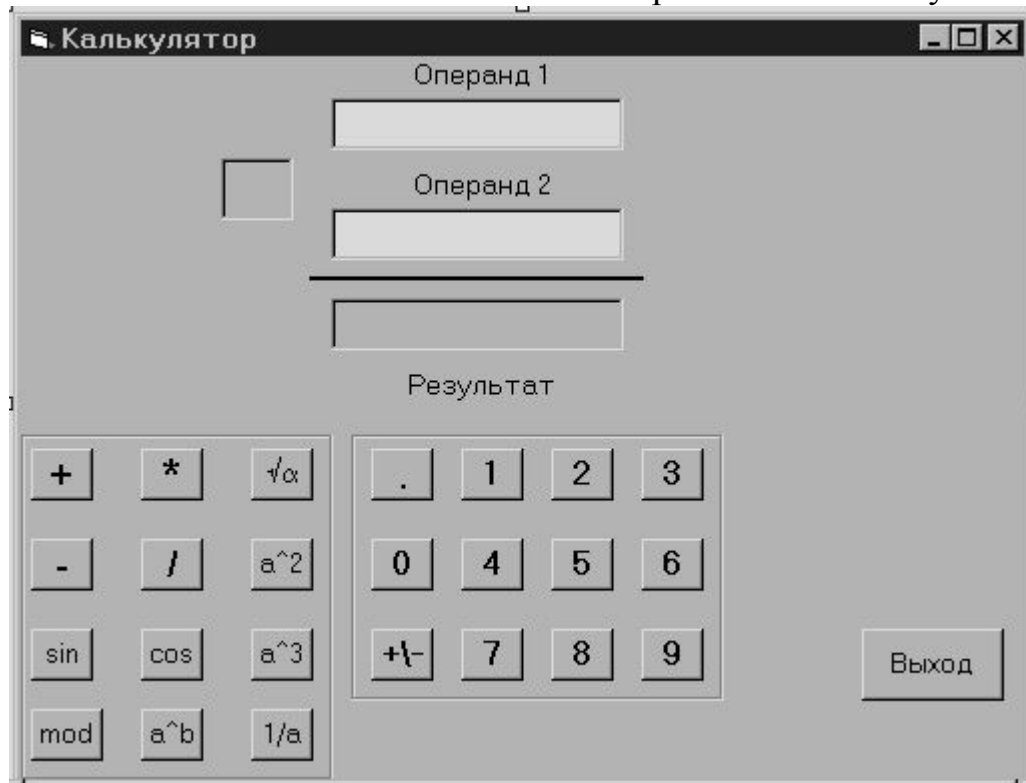 Калькулятор
Операнд 1
Операнд 2
Результат
+ * √α . 1 2 3
- / a^2 0 4 5 6
sin cos a^3 +\- 7 8 9
Выход
mod a^b 1/a